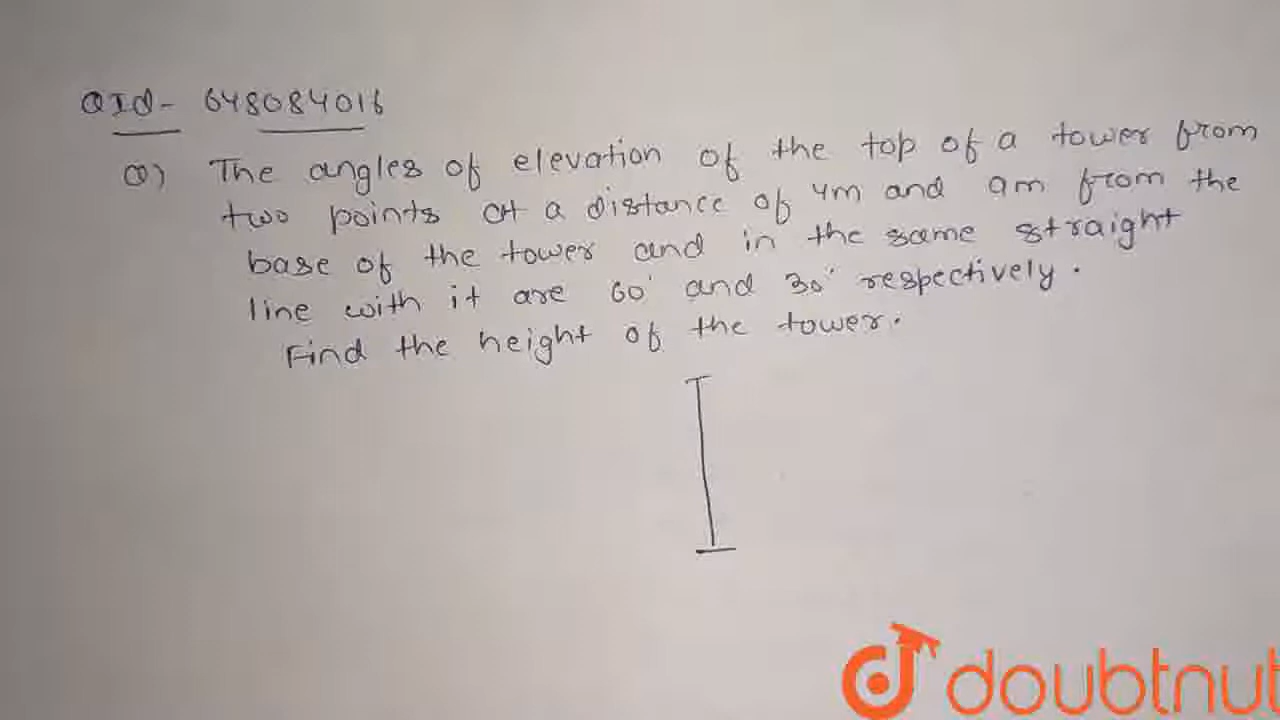 QId- 648084016
Q) The angles of elevation of the top of a tower from
two points at a distance of 4m and 9m from the
base of the tower and in the same straight
line with it are 60° and 30° respectively.
Find the height of the tower.
doubtnut